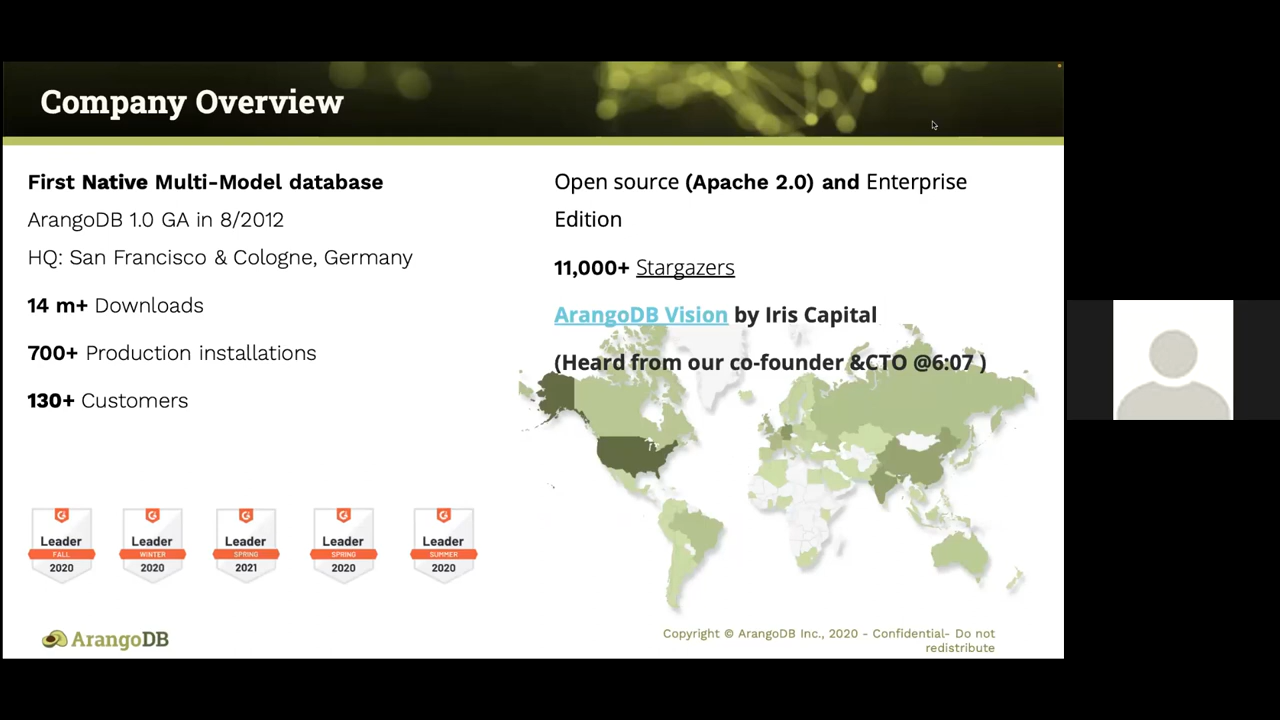 Company Overview
First Native Multi-Model database
ArangoDB 1.0 GA in 8/2012
HQ: San Francisco & Cologne, Germany
14 m+ Downloads
700+ Production installations
130+ Customers
Open source (Apache 2.0) and Enterprise
Edition
11,000+ Stargazers
ArangoDB Vision by Iris Capital
(Heard from our co-founder &CTO @6:07 )
Leader
FALL
2020
Leader
WINTER
2020
Leader
SPRING
2021
Leader
SPRING
2020
Leader
SUMMER
2020
ArangoDB
Copyright © ArangoDB Inc., 2020 - Confidential- Do not
redistribute